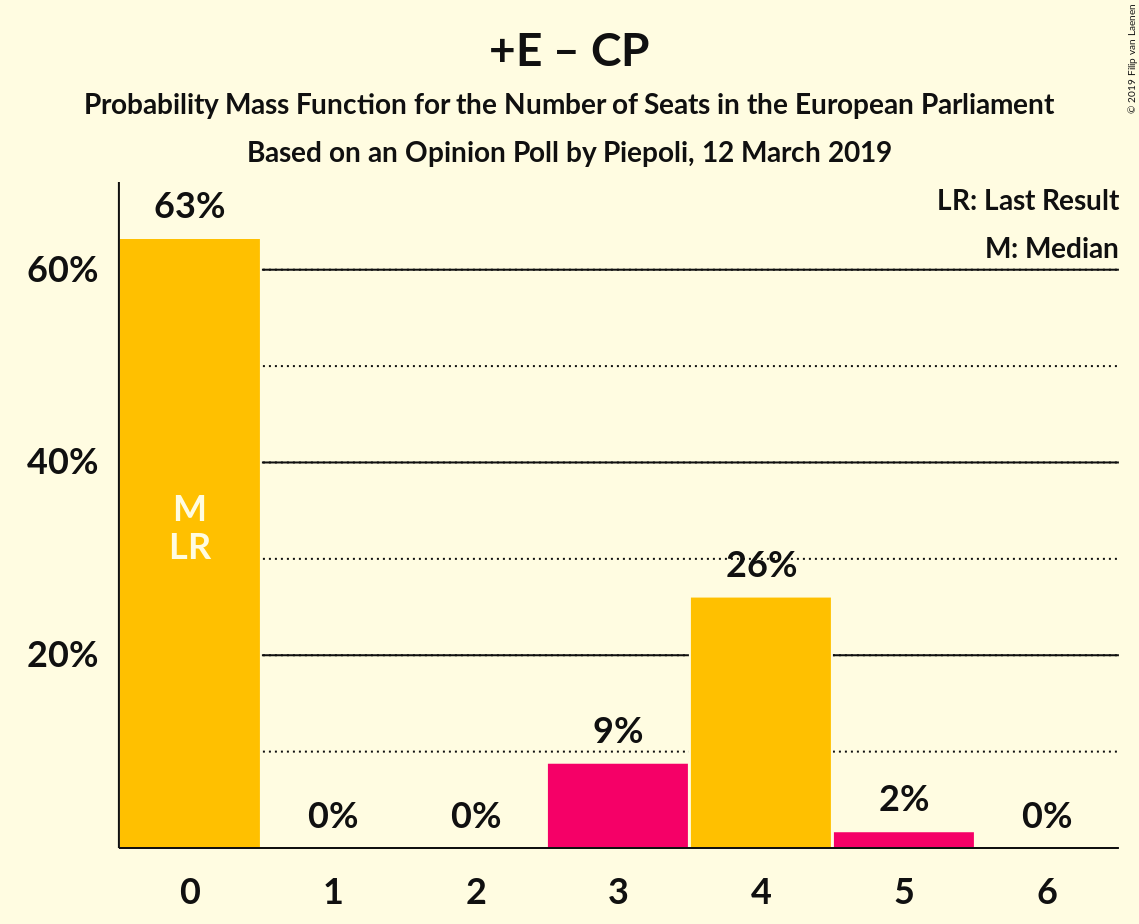 +E – CP
Probability Mass Function for the Number of Seats in the European Parliament
Based on an Opinion Poll by Piepoli, 12 March 2019
© 2019 Filip van Laenen
LR: Last Result
M: Median
63%
60%
40%
20%
M
LR
0%
0%
9%
26%
2%
0%
0
1
2
3
4
5
6